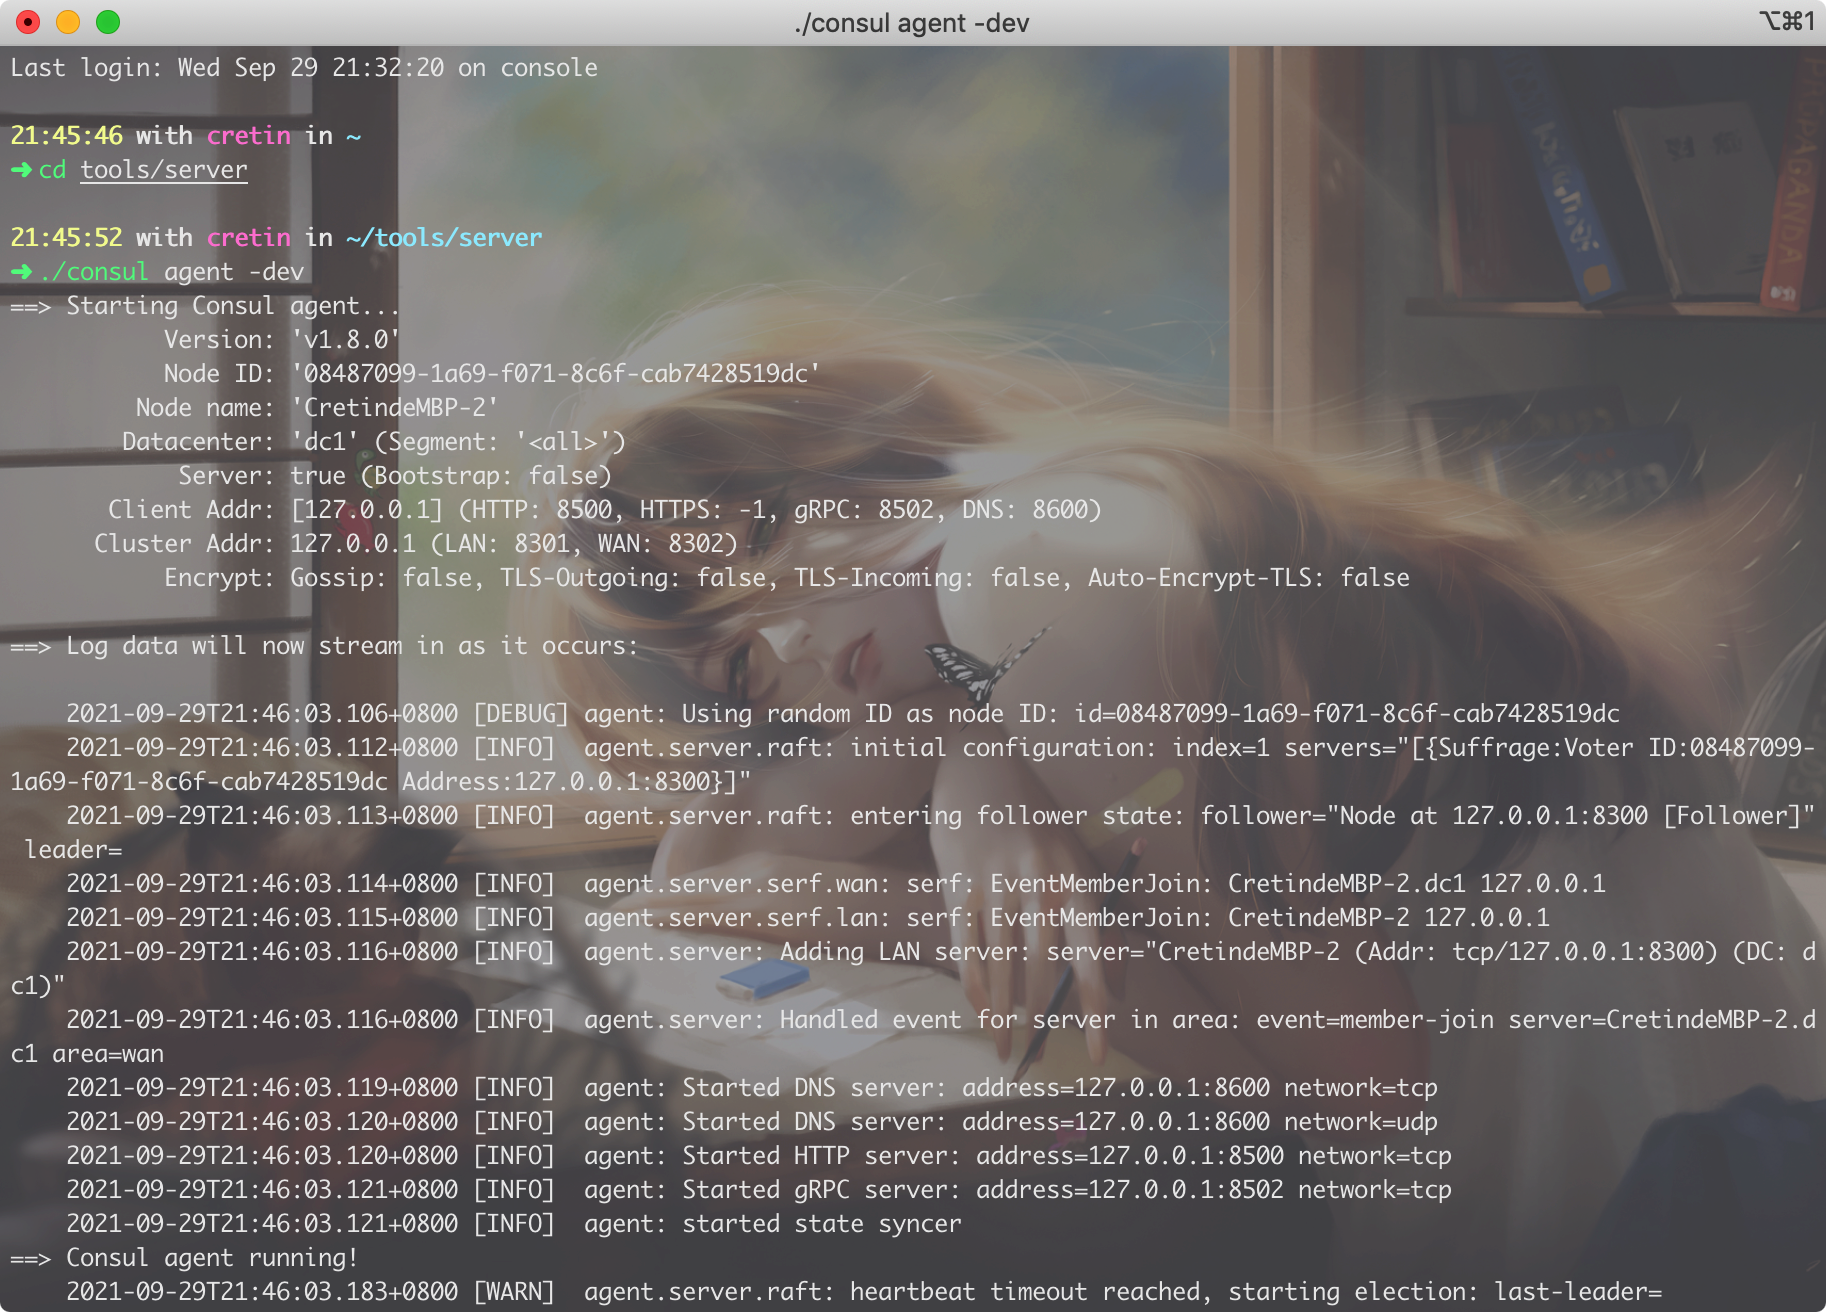 ./consul agent -dev
⌥⌘1
Last login: Wed Sep 29 21:32:20 on console
21:45:46 with cretin in ~
➜ cd tools/server
21:45:52 with cretin in ~/tools/server
➜ ./consul agent -dev
==> Starting Consul agent...
Version: 'v1.8.0'
Node ID: '08487099-1a69-f071-8c6f-cab7428519dc'
Node name: 'CretindeMBP-2'
Datacenter: 'dc1' (Segment: '<all>')
Server: true (Bootstrap: false)
Client Addr: [127.0.0.1] (HTTP: 8500, HTTPS: -1, gRPC: 8502, DNS: 8600)
Cluster Addr: 127.0.0.1 (LAN: 8301, WAN: 8302)
Encrypt: Gossip: false, TLS-Outgoing: false, TLS-Incoming: false, Auto-Encrypt-TLS: false
==> Log data will now stream in as it occurs:
2021-09-29T21:46:03.106+0800 [DEBUG] agent: Using random ID as node ID: id=08487099-1a69-f071-8c6f-cab7428519dc
2021-09-29T21:46:03.112+0800 [INFO]  agent.server.raft: initial configuration: index=1 servers="[{Suffrage:Voter ID:08487099-
1a69-f071-8c6f-cab7428519dc Address:127.0.0.1:8300}]"
2021-09-29T21:46:03.113+0800 [INFO]  agent.server.raft: entering follower state: follower="Node at 127.0.0.1:8300 [Follower]"
leader=
2021-09-29T21:46:03.114+0800 [INFO]  agent.server.serf.wan: serf: EventMemberJoin: CretindeMBP-2.dc1 127.0.0.1
2021-09-29T21:46:03.115+0800 [INFO]  agent.server.serf.lan: serf: EventMemberJoin: CretindeMBP-2 127.0.0.1
2021-09-29T21:46:03.116+0800 [INFO]  agent.server: Adding LAN server: server="CretindeMBP-2 (Addr: tcp/127.0.0.1:8300) (DC: d
c1)"
2021-09-29T21:46:03.116+0800 [INFO]  agent.server: Handled event for server in area: event=member-join server=CretindeMBP-2.d
c1 area=wan
2021-09-29T21:46:03.119+0800 [INFO]  agent: Started DNS server: address=127.0.0.1:8600 network=tcp
2021-09-29T21:46:03.120+0800 [INFO]  agent: Started DNS server: address=127.0.0.1:8600 network=udp
2021-09-29T21:46:03.120+0800 [INFO]  agent: Started HTTP server: address=127.0.0.1:8500 network=tcp
2021-09-29T21:46:03.121+0800 [INFO]  agent: Started gRPC server: address=127.0.0.1:8502 network=tcp
2021-09-29T21:46:03.121+0800 [INFO]  agent: started state syncer
==> Consul agent running!
2021-09-29T21:46:03.183+0800 [WARN]  agent.server.raft: heartbeat timeout reached, starting election: last-leader=
PROPAGANDA